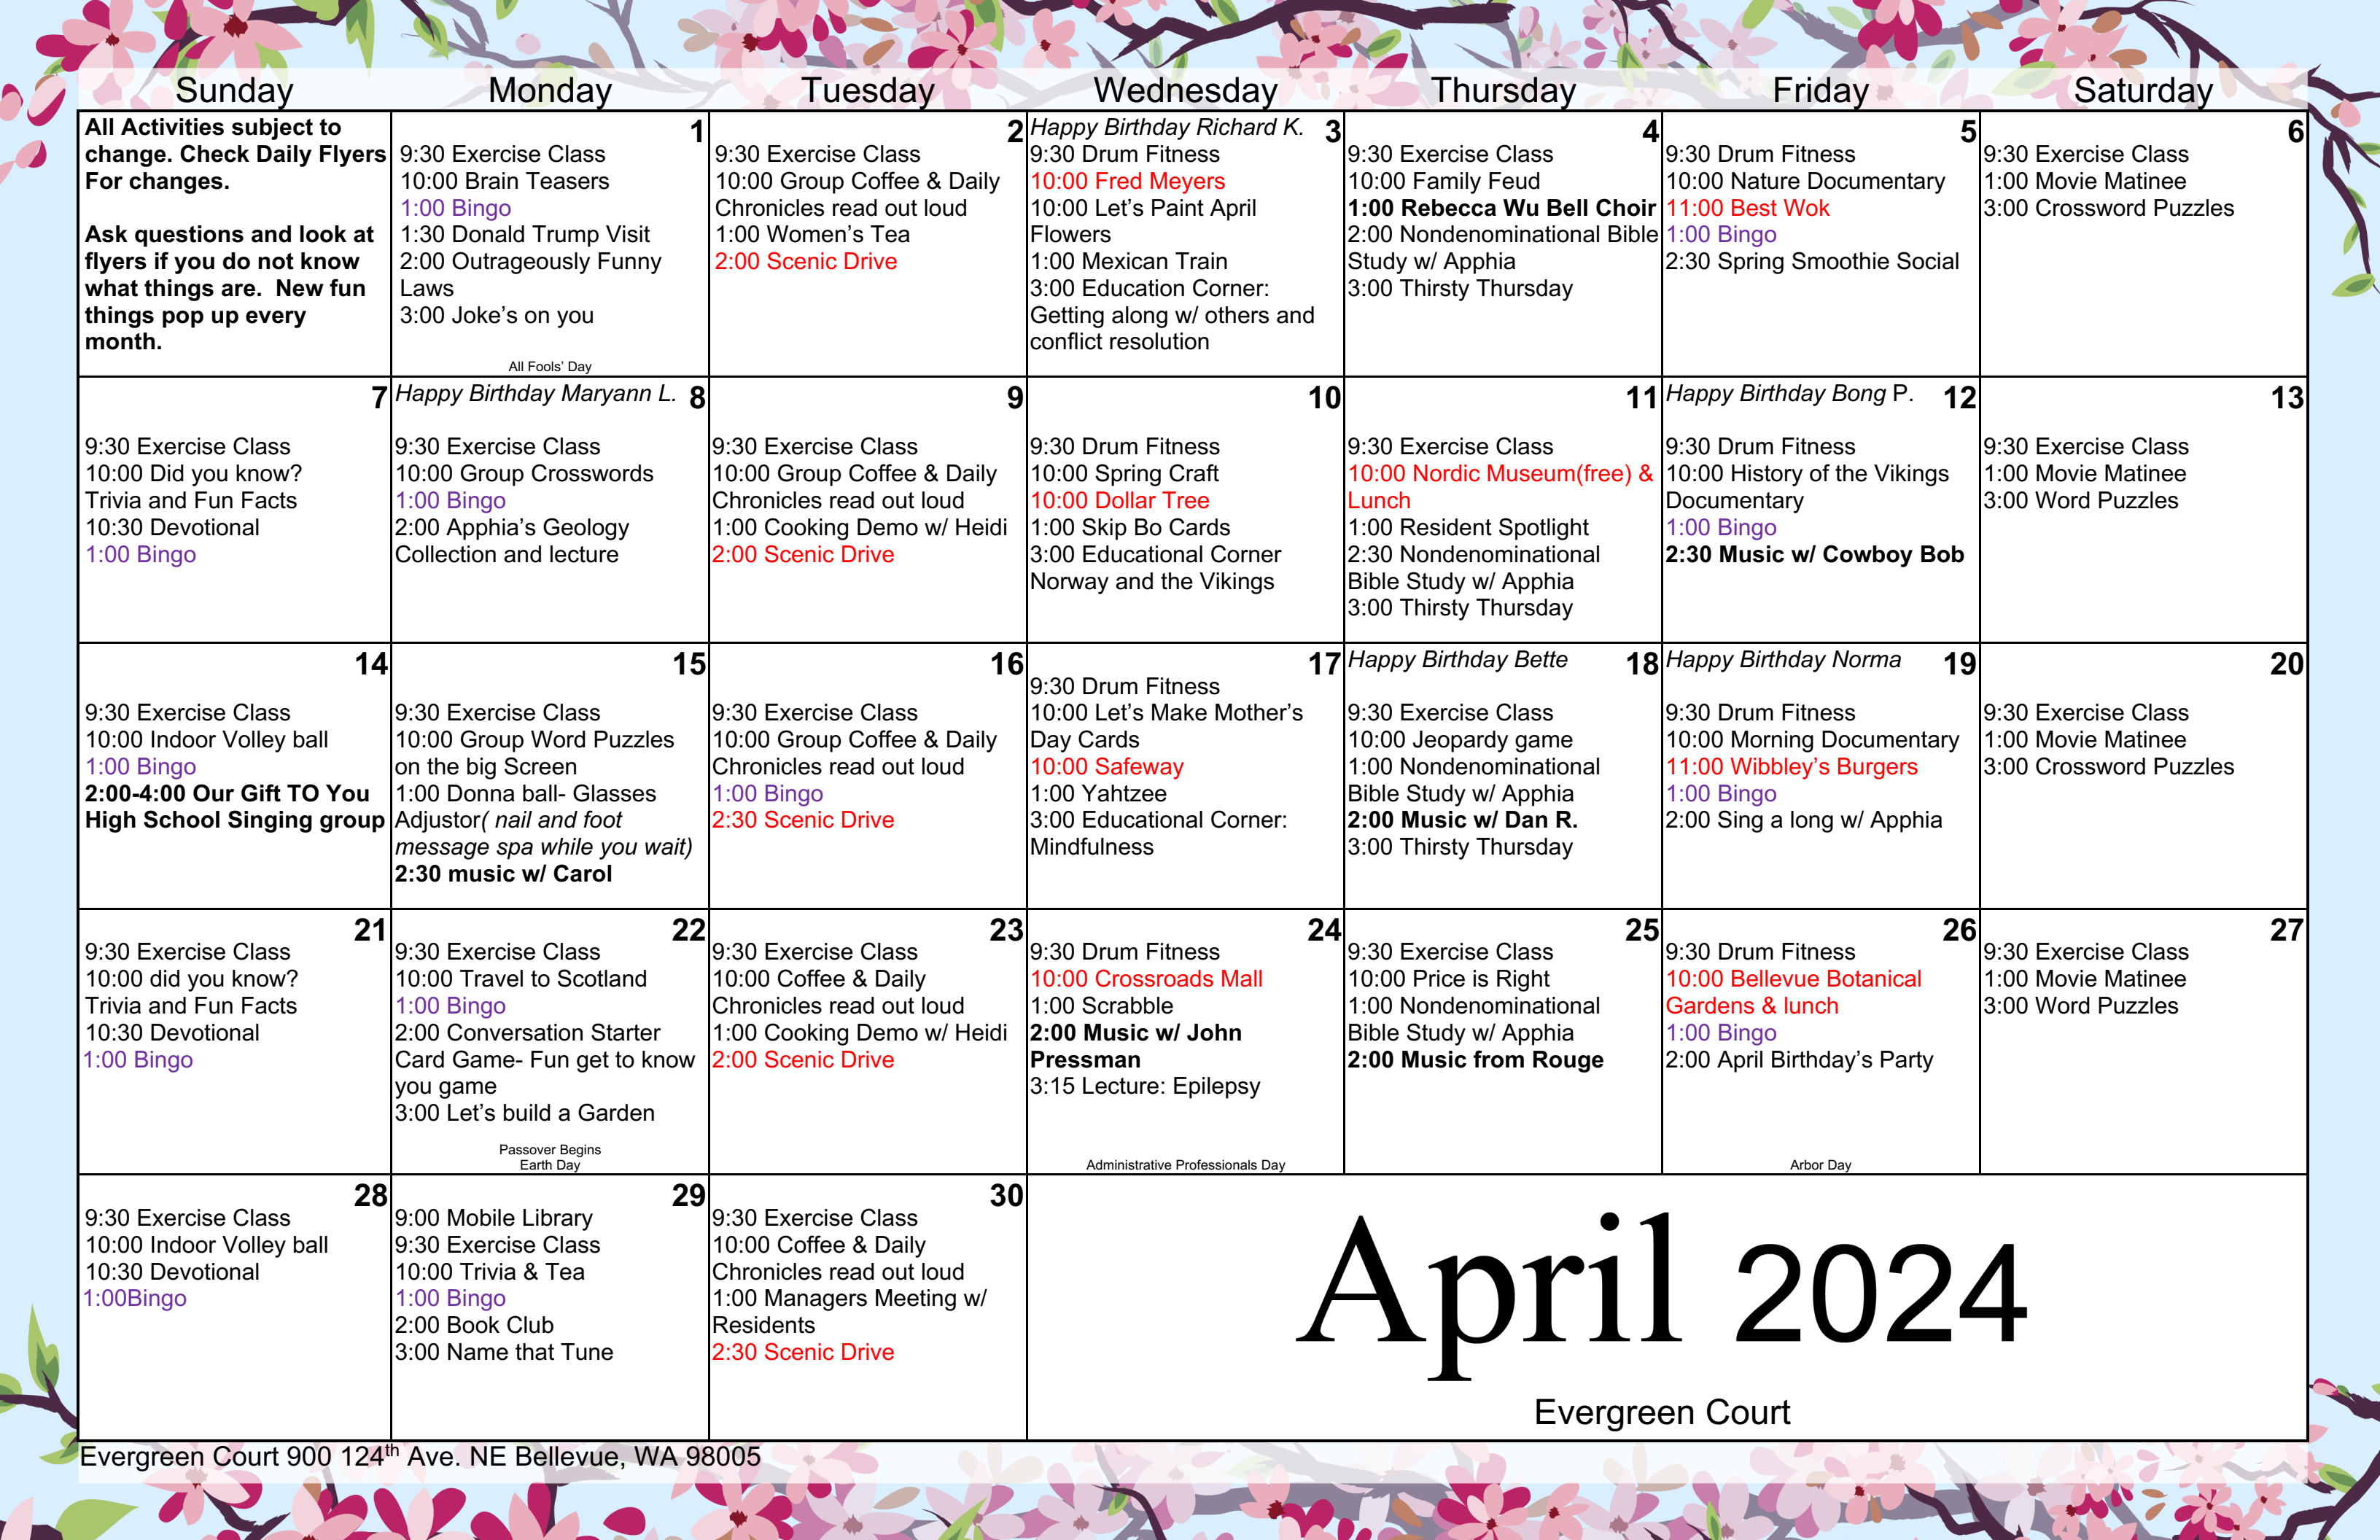 Sunday Monday Tuesday Wednesday Thursday Friday Saturday
All Activities subject to
change. Check Daily Flyers
For changes.
Ask questions and look at
flyers if you do not know
what things are.  New fun
things pop up every
month.
1
9:30 Exercise Class
10:00 Brain Teasers
1:00 Bingo
1:30 Donald Trump Visit
2:00 Outrageously Funny
Laws
3:00 Joke's on you
All Fools' Day
2
9:30 Exercise Class
10:00 Group Coffee & Daily
Chronicles read out loud
1:00 Women's Tea
2:00 Scenic Drive
Happy Birthday Richard K. 3
9:30 Drum Fitness
10:00 Fred Meyers
10:00 Let's Paint April
Flowers
1:00 Mexican Train
3:00 Education Corner:
Getting along w/ others and
conflict resolution
4
9:30 Exercise Class
10:00 Family Feud
1:00 Rebecca Wu Bell Choir
2:00 Nondenominational Bible
Study w/ Apphia
3:00 Thirsty Thursday
5
9:30 Drum Fitness
10:00 Nature Documentary
11:00 Best Wok
1:00 Bingo
2:30 Spring Smoothie Social
6
9:30 Exercise Class
1:00 Movie Matinee
3:00 Crossword Puzzles
7
9:30 Exercise Class
10:00 Did you know?
Trivia and Fun Facts
10:30 Devotional
1:00 Bingo
Happy Birthday Maryann L. 8
9:30 Exercise Class
10:00 Group Crosswords
1:00 Bingo
2:00 Apphia's Geology
Collection and lecture
9
9:30 Exercise Class
10:00 Group Coffee & Daily
Chronicles read out loud
1:00 Cooking Demo w/ Heidi
2:00 Scenic Drive
10
9:30 Drum Fitness
10:00 Spring Craft
10:00 Dollar Tree
1:00 Skip Bo Cards
3:00 Educational Corner
Norway and the Vikings
11
9:30 Exercise Class
10:00 Nordic Museum(free) &
Lunch
1:00 Resident Spotlight
2:30 Nondenominational
Bible Study w/ Apphia
3:00 Thirsty Thursday
Happy Birthday Bong P. 12
9:30 Drum Fitness
10:00 History of the Vikings
Documentary
1:00 Bingo
2:30 Music w/ Cowboy Bob
13
9:30 Exercise Class
1:00 Movie Matinee
3:00 Word Puzzles
14
9:30 Exercise Class
10:00 Indoor Volley ball
1:00 Bingo
2:00-4:00 Our Gift TO You
High School Singing group
15
9:30 Exercise Class
10:00 Group Word Puzzles
on the big Screen
1:00 Donna ball- Glasses
Adjustor( nail and foot
message spa while you wait)
2:30 music w/ Carol
16
9:30 Exercise Class
10:00 Group Coffee & Daily
Chronicles read out loud
1:00 Bingo
2:30 Scenic Drive
17
9:30 Drum Fitness
10:00 Let's Make Mother's
Day Cards
10:00 Safeway
1:00 Yahtzee
3:00 Educational Corner:
Mindfulness
Happy Birthday Bette 18
9:30 Exercise Class
10:00 Jeopardy game
1:00 Nondenominational
Bible Study w/ Apphia
2:00 Music w/ Dan R.
3:00 Thirsty Thursday
Happy Birthday Norma 19
9:30 Drum Fitness
10:00 Morning Documentary
11:00 Wibbley's Burgers
1:00 Bingo
2:00 Sing a long w/ Apphia
20
9:30 Exercise Class
1:00 Movie Matinee
3:00 Crossword Puzzles
21
9:30 Exercise Class
10:00 did you know?
Trivia and Fun Facts
10:30 Devotional
1:00 Bingo
22
9:30 Exercise Class
10:00 Travel to Scotland
1:00 Bingo
2:00 Conversation Starter
Card Game- Fun get to know
you game
3:00 Let's build a Garden
Passover Begins
Earth Day
23
9:30 Exercise Class
10:00 Coffee & Daily
Chronicles read out loud
1:00 Cooking Demo w/ Heidi
2:00 Scenic Drive
24
9:30 Drum Fitness
10:00 Crossroads Mall
1:00 Scrabble
2:00 Music w/ John
Pressman
3:15 Lecture: Epilepsy
Administrative Professionals Day
25
9:30 Exercise Class
10:00 Price is Right
1:00 Nondenominational
Bible Study w/ Apphia
2:00 Music from Rouge
26
9:30 Drum Fitness
10:00 Bellevue Botanical
Gardens & lunch
1:00 Bingo
2:00 April Birthday's Party
Arbor Day
27
9:30 Exercise Class
1:00 Movie Matinee
3:00 Word Puzzles
28
9:30 Exercise Class
10:00 Indoor Volley ball
10:30 Devotional
1:00Bingo
29
9:00 Mobile Library
9:30 Exercise Class
10:00 Trivia & Tea
1:00 Bingo
2:00 Book Club
3:00 Name that Tune
30
9:30 Exercise Class
10:00 Coffee & Daily
Chronicles read out loud
1:00 Managers Meeting w/
Residents
2:30 Scenic Drive
April 2024
Evergreen Court
Evergreen Court 900 124th Ave. NE Bellevue, WA 98005